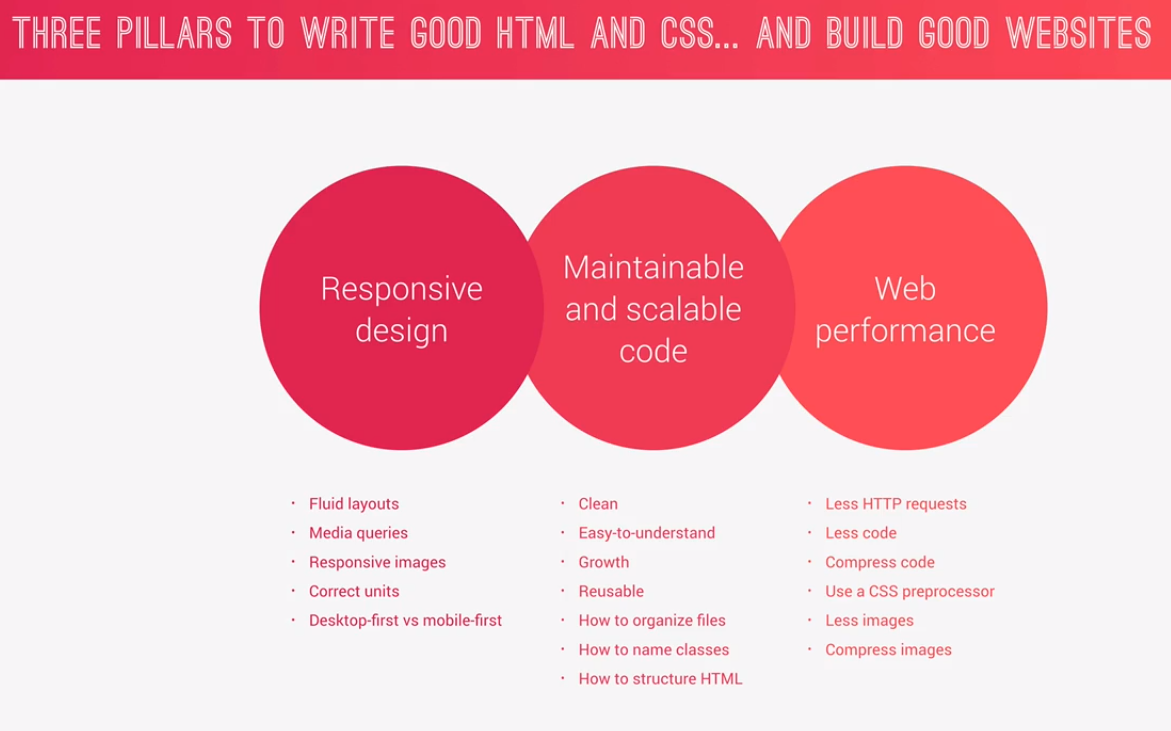 THREE PILLARS TO WRITE GOOD HTML AND CSS... AND BUILD GOOD WEBSITES
Responsive
design
Maintainable
and scalable
code
Web
performance
· Fluid layouts
· Media queries
· Responsive images
· Correct units
· Desktop-first vs mobile-first
· Clean
· Easy-to-understand
· Growth
· Reusable
· How to organize files
· How to name classes
· How to structure HTML
· Less HTTP requests
· Less code
· Compress code
· Use a CSS preprocessor
· Less images
· Compress images